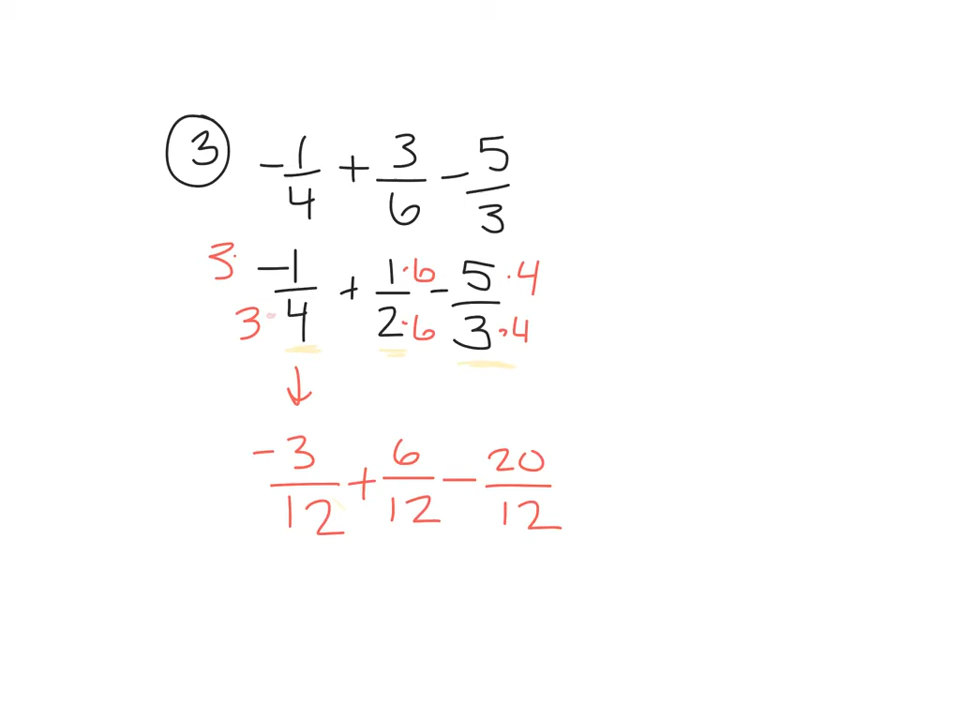 ③ -1/4 + 3/6 - 5/3
3· -1/4 ·3 + 1·6/2·6 - 5·4/3·4
↓
-3/12 + 6/12 - 20/12